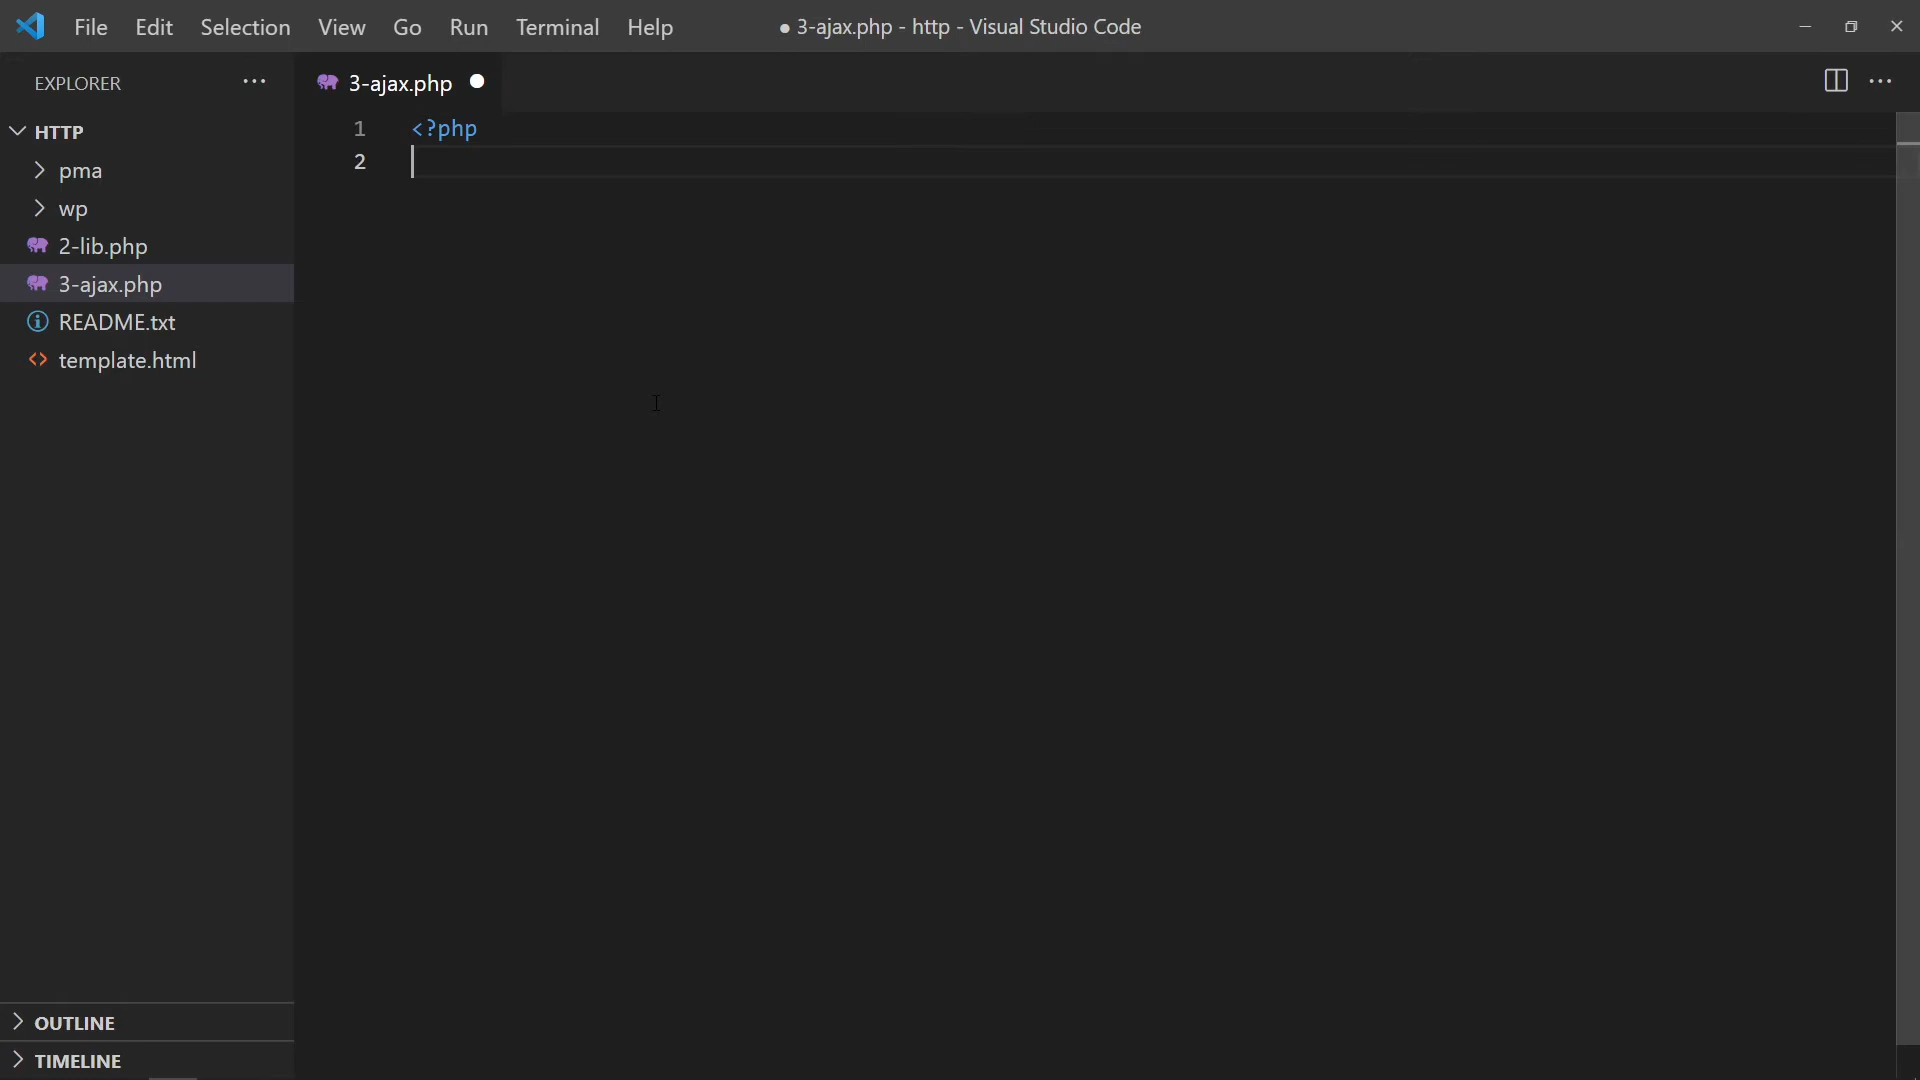 File Edit Selection View Go Run Terminal Help ● 3-ajax.php - http - Visual Studio Code
EXPLORER
3-ajax.php
HTTP
pma
wp
2-lib.php
3-ajax.php
README.txt
template.html
OUTLINE
TIMELINE
1 <?php
2